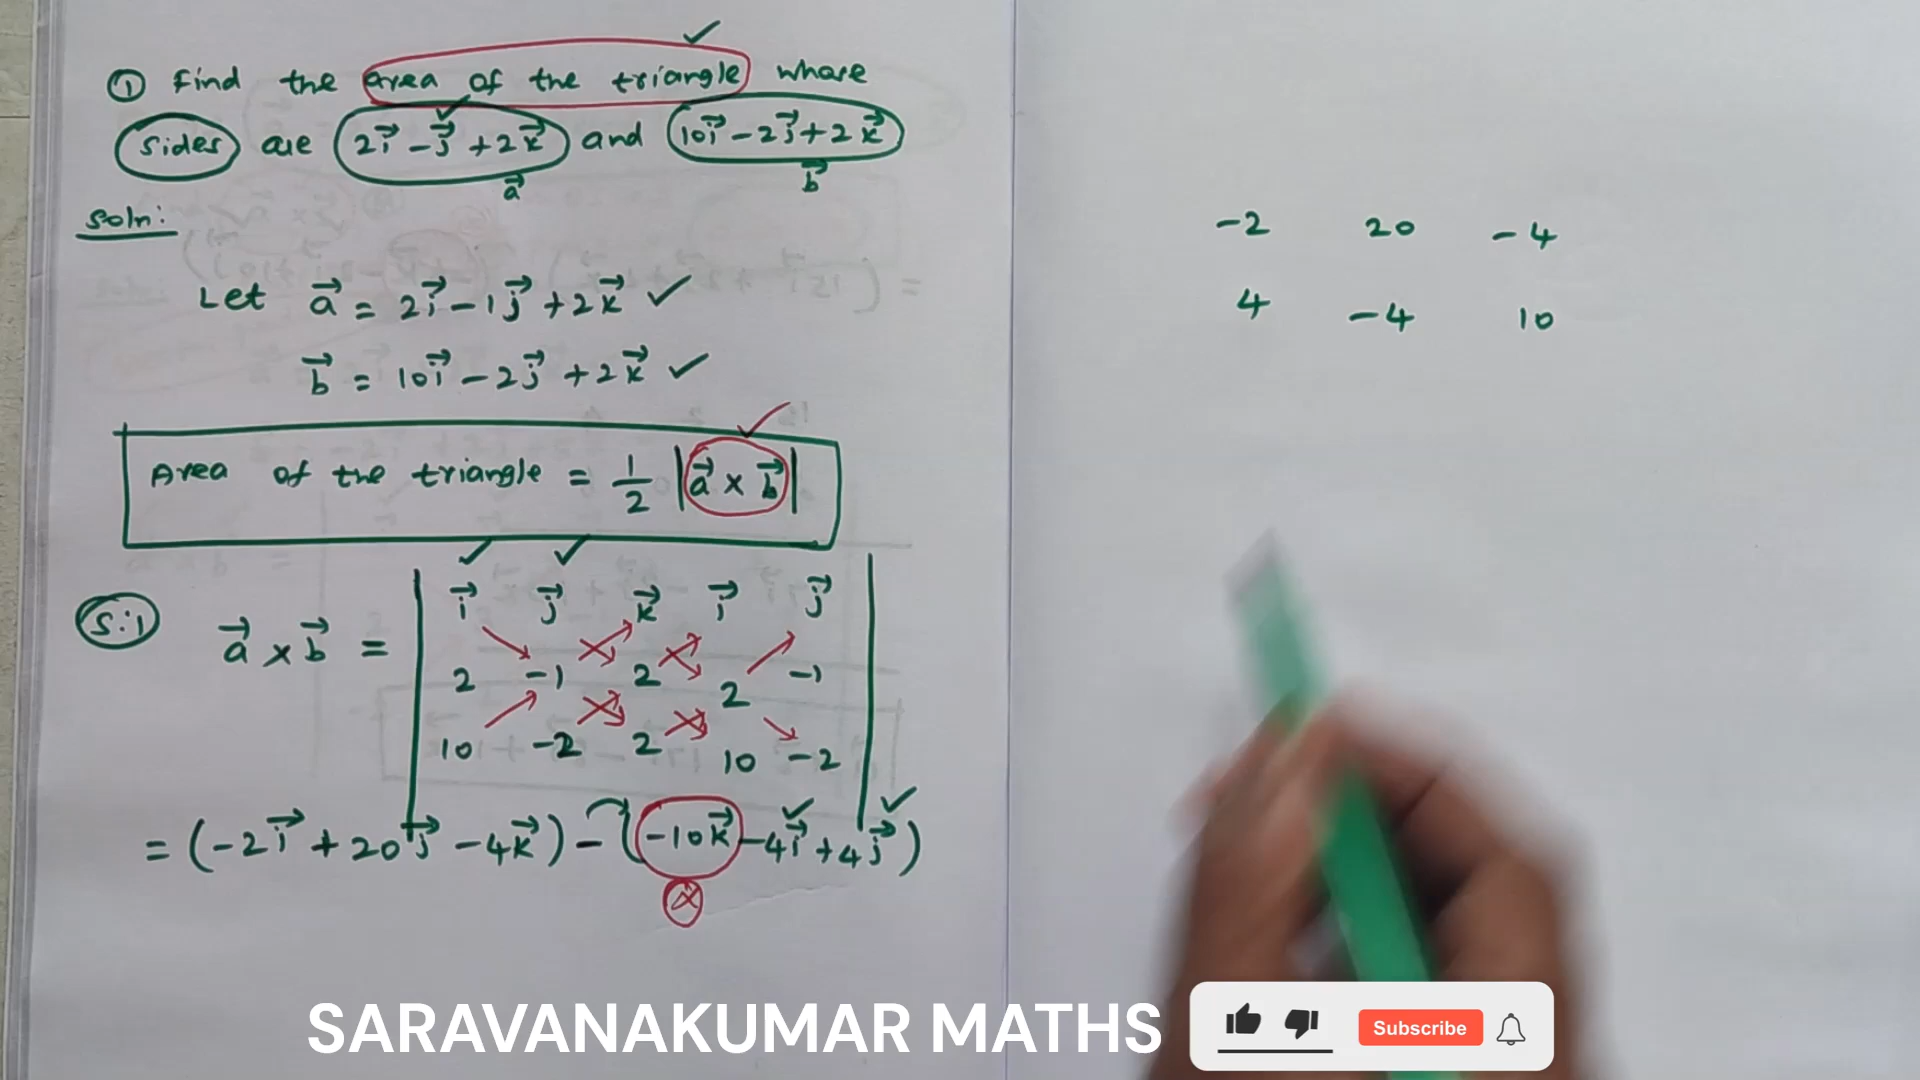 ① Find the area of the triangle whose
sides are 2i⃗ − j⃗ + 2k⃗ and 10i⃗ − 2j⃗ + 2k⃗
a⃗ b⃗
Soln:
Let a⃗ = 2i⃗ − 1j⃗ + 2k⃗ ✓
b⃗ = 10i⃗ − 2j⃗ + 2k⃗ ✓
Area of the triangle = 1/2 |a⃗ × b⃗|
S:1 a⃗ × b⃗ = | i⃗ j⃗ k⃗ i⃗ j⃗ |
2 −1 2 2 −1
10 −2 2 10 −2
= (−2i⃗ + 20j⃗ − 4k⃗) − (−10k⃗ − 4i⃗ + 4j⃗)
−2 20 −4
4 −4 10
SARAVANAKUMAR MATHS
Subscribe